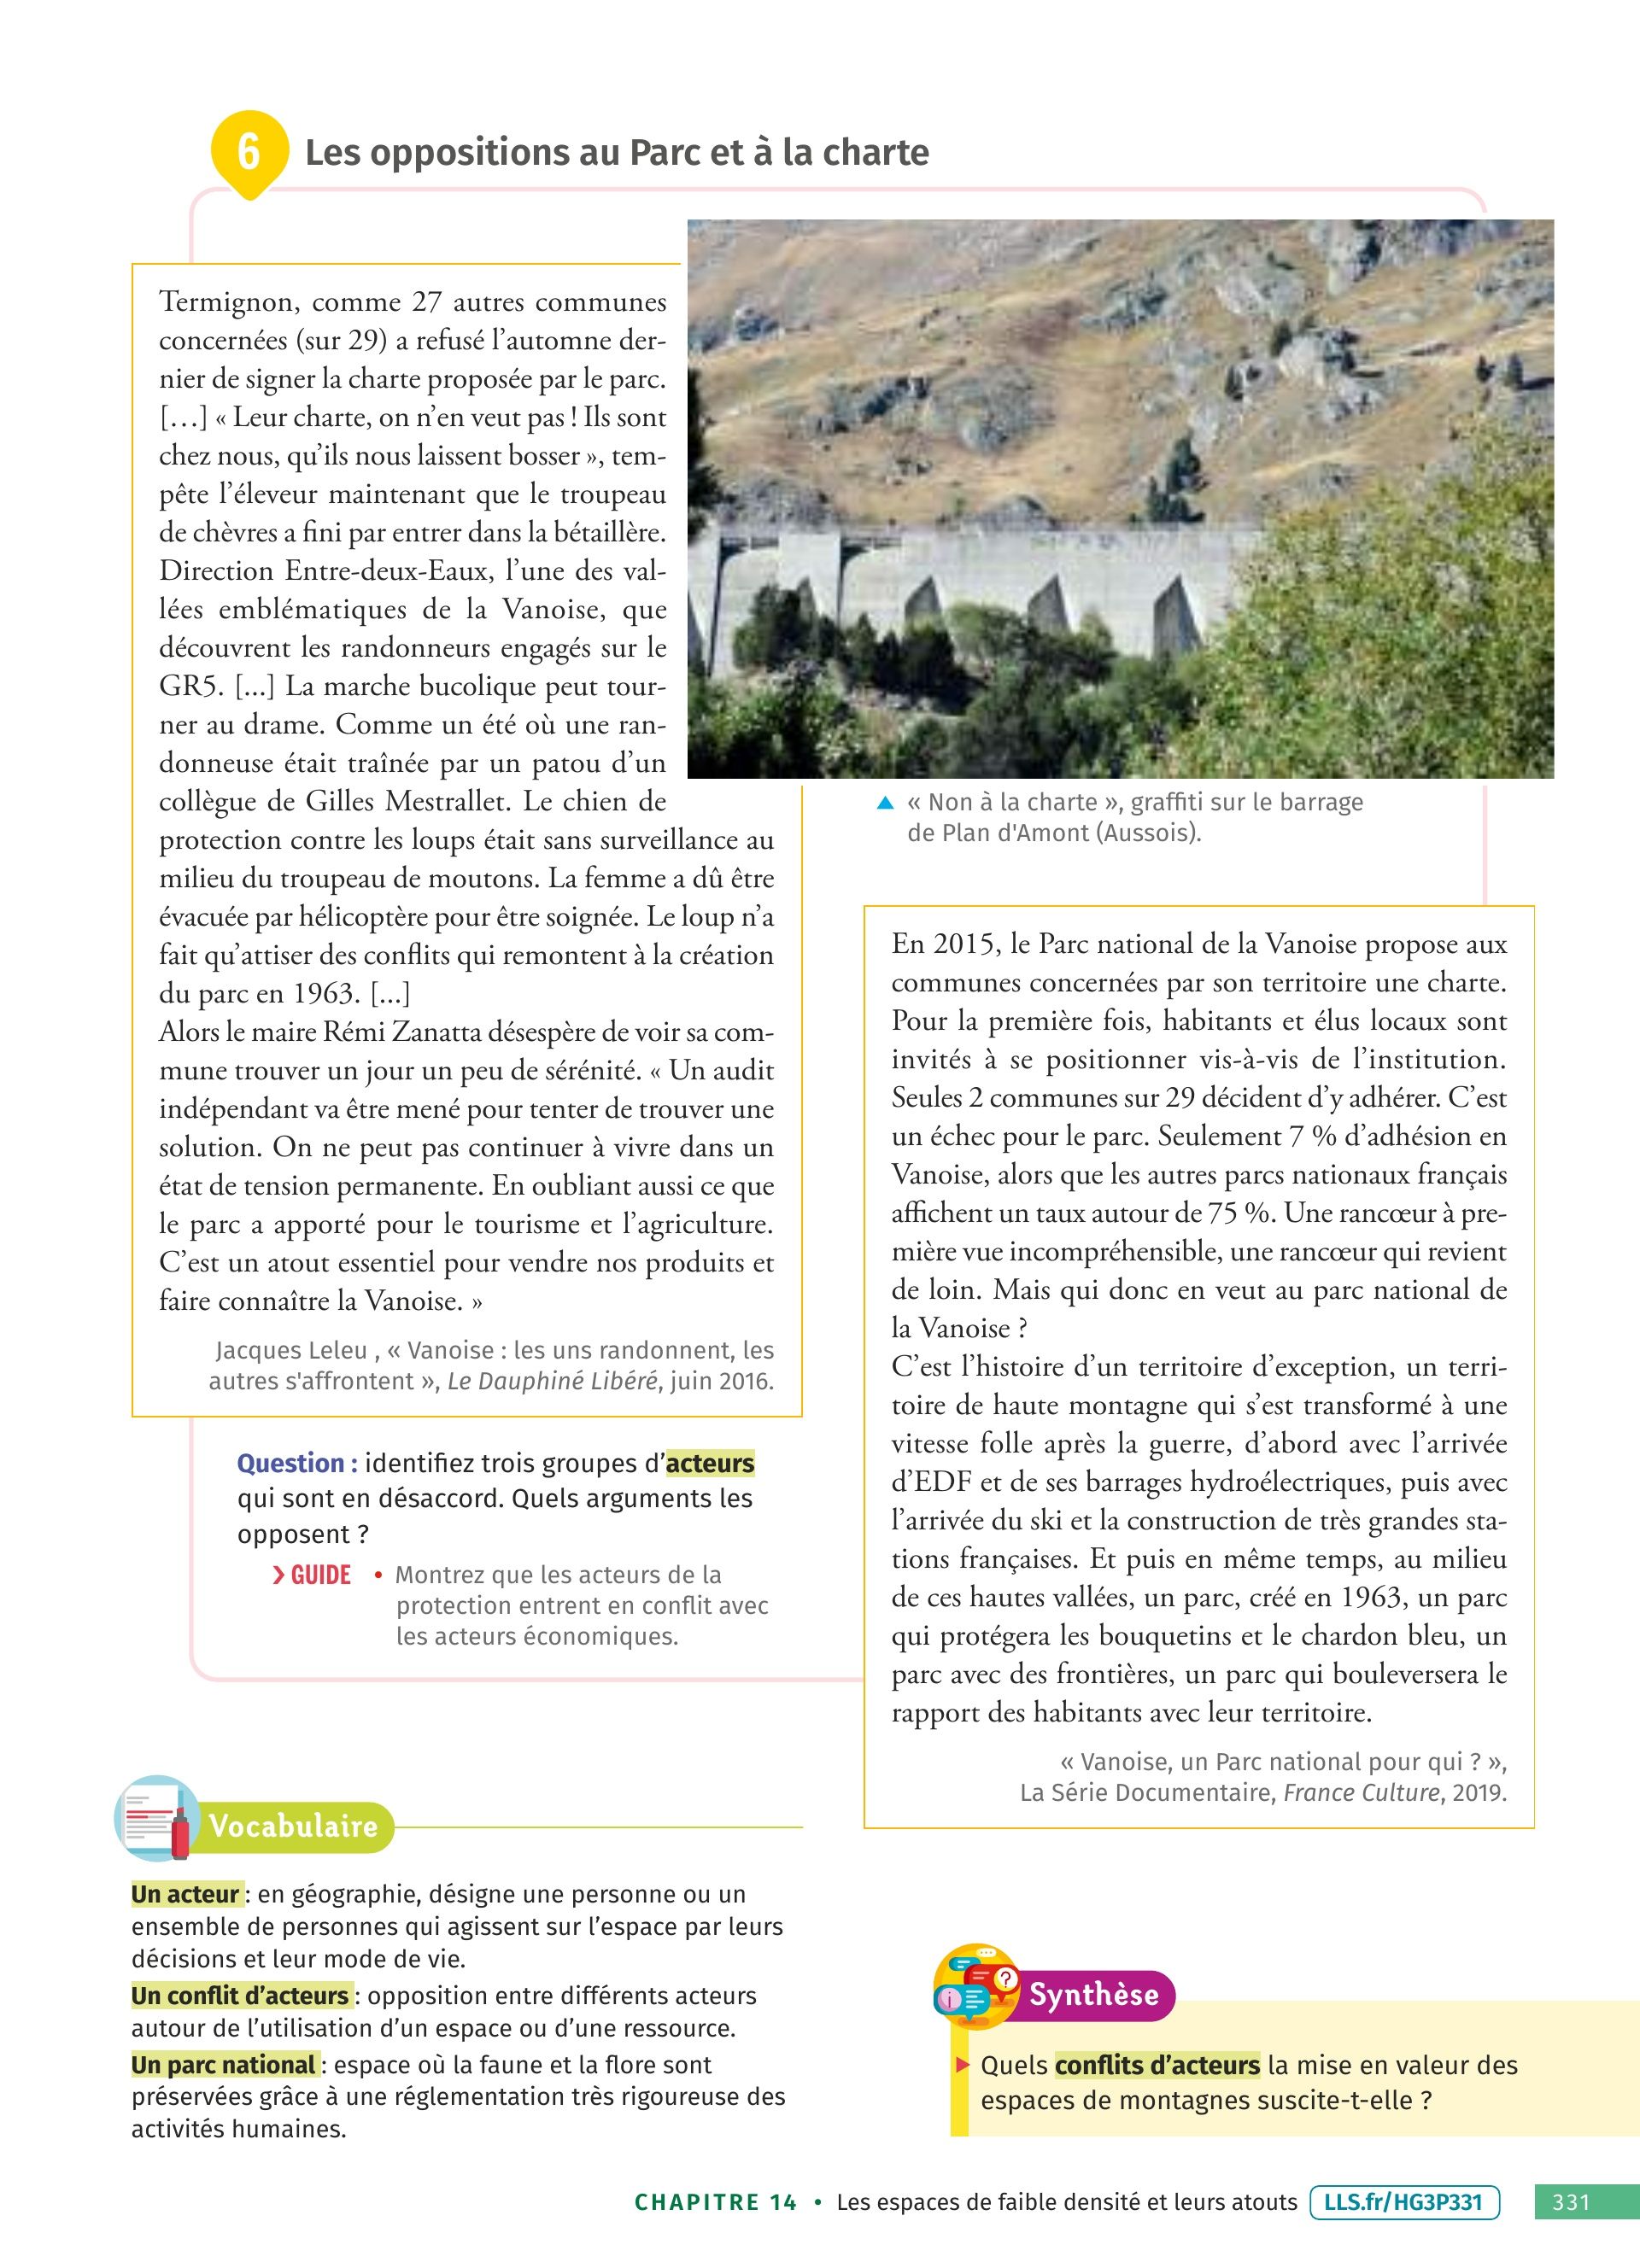 6
Les oppositions au Parc et à la charte
Termignon, comme 27 autres communes
concernées (sur 29) a refusé l’automne der-
nier de signer la charte proposée par le parc.
[…] « Leur charte, on n’en veut pas ! Ils sont
chez nous, qu’ils nous laissent bosser », tem-
pête l’éleveur maintenant que le troupeau
de chèvres a fini par entrer dans la bétaillère.
Direction Entre-deux-Eaux, l’une des val-
lées emblématiques de la Vanoise, que
découvrent les randonneurs engagés sur le
GR5. [...] La marche bucolique peut tour-
ner au drame. Comme un été où une ran-
donneuse était traînée par un patou d’un
collègue de Gilles Mestrallet. Le chien de
protection contre les loups était sans surveillance au
milieu du troupeau de moutons. La femme a dû être
évacuée par hélicoptère pour être soignée. Le loup n’a
fait qu’attiser des conflits qui remontent à la création
du parc en 1963. [...]
Alors le maire Rémi Zanatta désespère de voir sa com-
mune trouver un jour un peu de sérénité. « Un audit
indépendant va être mené pour tenter de trouver une
solution. On ne peut pas continuer à vivre dans un
état de tension permanente. En oubliant aussi ce que
le parc a apporté pour le tourisme et l’agriculture.
C’est un atout essentiel pour vendre nos produits et
faire connaître la Vanoise. »
Jacques Leleu , « Vanoise : les uns randonnent, les
autres s'affrontent », Le Dauphiné Libéré, juin 2016.
▲ « Non à la charte », graffiti sur le barrage
de Plan d'Amont (Aussois).
En 2015, le Parc national de la Vanoise propose aux
communes concernées par son territoire une charte.
Pour la première fois, habitants et élus locaux sont
invités à se positionner vis-à-vis de l’institution.
Seules 2 communes sur 29 décident d’y adhérer. C’est
un échec pour le parc. Seulement 7 % d’adhésion en
Vanoise, alors que les autres parcs nationaux français
affichent un taux autour de 75 %. Une rancœur à pre-
mière vue incompréhensible, une rancœur qui revient
de loin. Mais qui donc en veut au parc national de
la Vanoise ?
C’est l’histoire d’un territoire d’exception, un terri-
toire de haute montagne qui s’est transformé à une
vitesse folle après la guerre, d’abord avec l’arrivée
d’EDF et de ses barrages hydroélectriques, puis avec
l’arrivée du ski et la construction de très grandes sta-
tions françaises. Et puis en même temps, au milieu
de ces hautes vallées, un parc, créé en 1963, un parc
qui protégera les bouquetins et le chardon bleu, un
parc avec des frontières, un parc qui bouleversera le
rapport des habitants avec leur territoire.
« Vanoise, un Parc national pour qui ? »,
La Série Documentaire, France Culture, 2019.
Question : identifiez trois groupes d’acteurs
qui sont en désaccord. Quels arguments les
opposent ?
❯ GUIDE • Montrez que les acteurs de la
protection entrent en conflit avec
les acteurs économiques.
Vocabulaire
Un acteur : en géographie, désigne une personne ou un
ensemble de personnes qui agissent sur l’espace par leurs
décisions et leur mode de vie.
Un conflit d’acteurs : opposition entre différents acteurs
autour de l’utilisation d’un espace ou d’une ressource.
Un parc national : espace où la faune et la flore sont
préservées grâce à une réglementation très rigoureuse des
activités humaines.
Synthèse
▶ Quels conflits d’acteurs la mise en valeur des
espaces de montagnes suscite-t-elle ?
CHAPITRE 14 • Les espaces de faible densité et leurs atouts LLS.fr/HG3P331 331